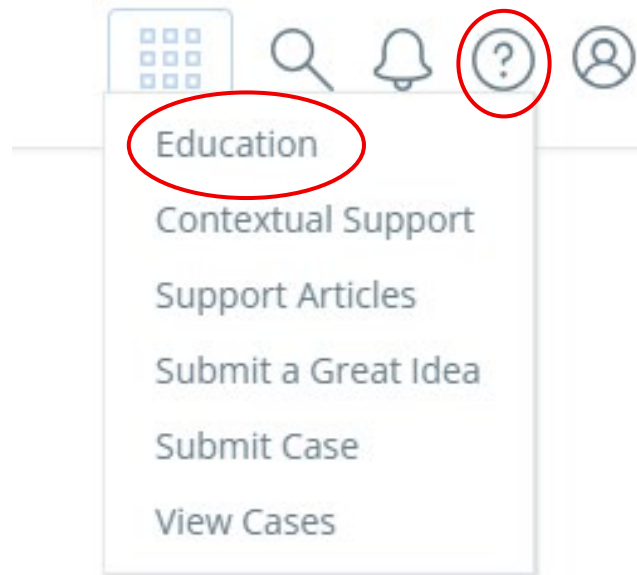 ?
Education
Contextual Support
Support Articles
Submit a Great Idea
Submit Case
View Cases